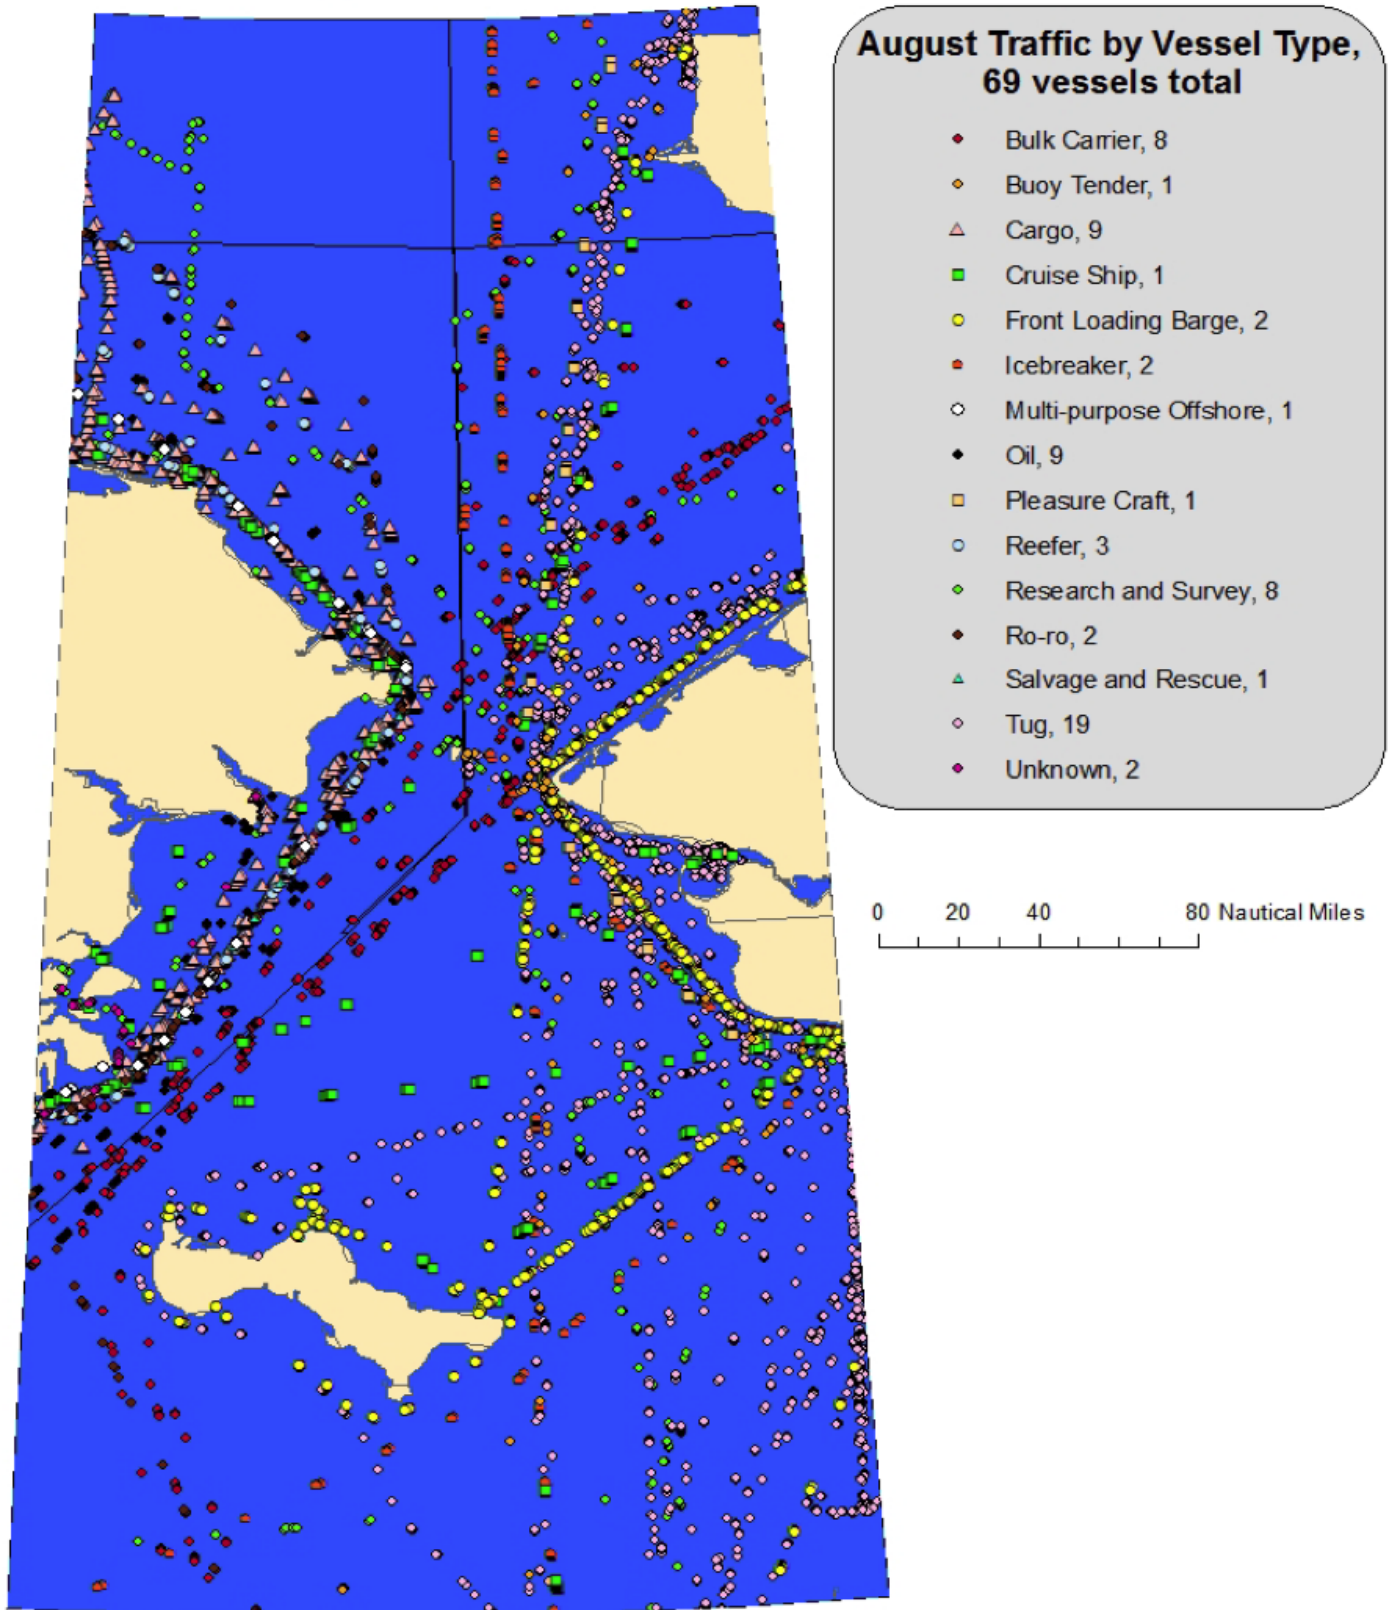 August Traffic by Vessel Type,
69 vessels total
Bulk Carrier, 8
Buoy Tender, 1
Cargo, 9
Cruise Ship, 1
Front Loading Barge, 2
Icebreaker, 2
Multi-purpose Offshore, 1
Oil, 9
Pleasure Craft, 1
Reefer, 3
Research and Survey, 8
Ro-ro, 2
Salvage and Rescue, 1
Tug, 19
Unknown, 2
0 20 40 80 Nautical Miles